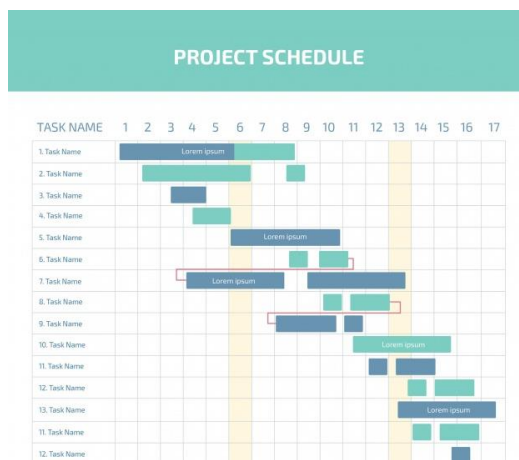 PROJECT SCHEDULE
TASK NAME 1 2 3 4 5 6 7 8 9 10 11 12 13 14 15 16 17
1. Task Name Lorem ipsum
2. Task Name
3. Task Name
4. Task Name
5. Task Name Lorem ipsum
6. Task Name
7. Task Name Lorem ipsum
8. Task Name
9. Task Name
10. Task Name Lorem ipsum
11. Task Name
12. Task Name
13. Task Name Lorem ipsum
11. Task Name
12. Task Name